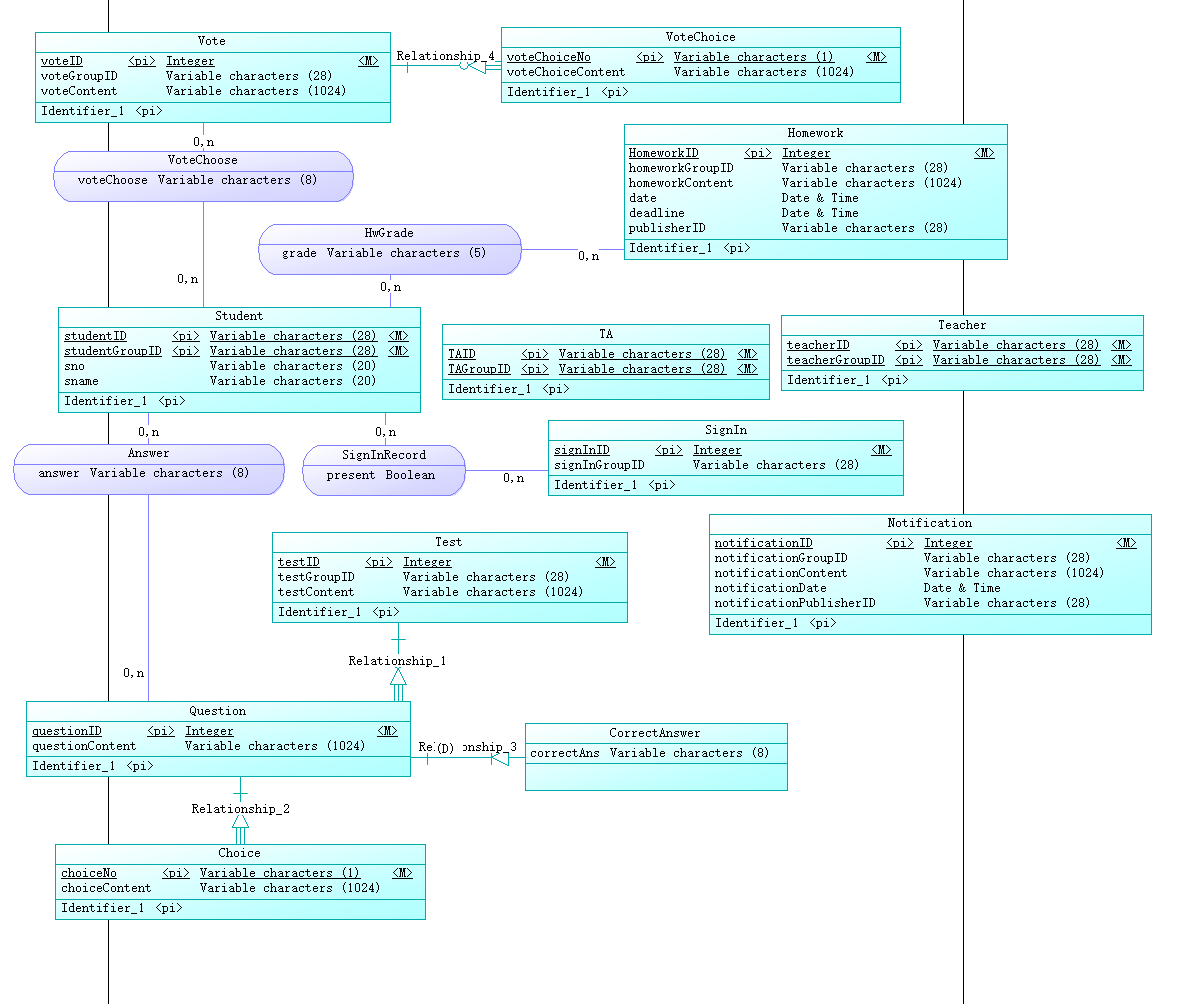 Vote
voteID <pi> Integer <M>
voteGroupID Variable characters (28)
voteContent Variable characters (1024)
Identifier_1 <pi>
Relationship_4
VoteChoice
voteChoiceNo <pi> Variable characters (1) <M>
voteChoiceContent Variable characters (1024)
Identifier_1 <pi>
0,n
VoteChoose
voteChoose Variable characters (8)
0,n
Homework
HomeworkID <pi> Integer <M>
homeworkGroupID Variable characters (28)
homeworkContent Variable characters (1024)
date Date & Time
deadline Date & Time
publisherID Variable characters (28)
Identifier_1 <pi>
HwGrade
grade Variable characters (5)
0,n
0,n
Student
studentID <pi> Variable characters (28) <M>
studentGroupID <pi> Variable characters (28) <M>
sno Variable characters (20)
sname Variable characters (20)
Identifier_1 <pi>
TA
TAID <pi> Variable characters (28) <M>
TAGroupID <pi> Variable characters (28) <M>
Identifier_1 <pi>
Teacher
teacherID <pi> Variable characters (28) <M>
teacherGroupID <pi> Variable characters (28) <M>
Identifier_1 <pi>
0,n
Answer
answer Variable characters (8)
0,n
0,n
SignInRecord
present Boolean
0,n
SignIn
signInID <pi> Integer <M>
signInGroupID Variable characters (28)
Identifier_1 <pi>
Test
testID <pi> Integer <M>
testGroupID Variable characters (28)
testContent Variable characters (1024)
Identifier_1 <pi>
Notification
notificationID <pi> Integer <M>
notificationGroupID Variable characters (28)
notificationContent Variable characters (1024)
notificationDate Date & Time
notificationPublisherID Variable characters (28)
Identifier_1 <pi>
Relationship_1
Question
questionID <pi> Integer <M>
questionContent Variable characters (1024)
Identifier_1 <pi>
(D)
CorrectAnswer
correctAns Variable characters (8)
Relationship_2
Choice
choiceNo <pi> Variable characters (1) <M>
choiceContent Variable characters (1024)
Identifier_1 <pi>